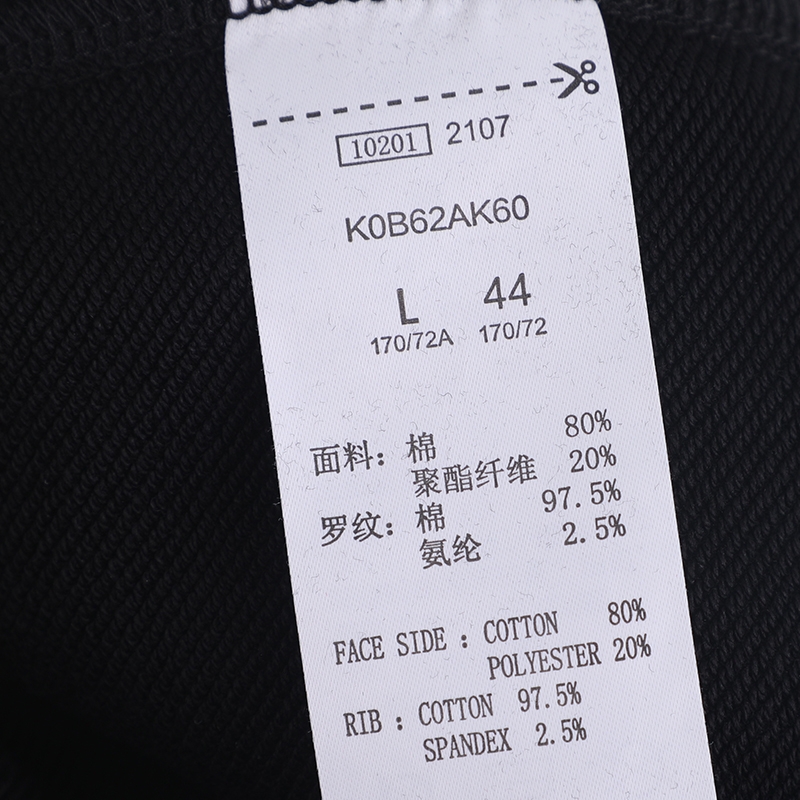 10201 2107
K0B62AK60
L 44
170/72A 170/72
面料：棉 80%
聚酯纤维 20%
罗纹：棉 97.5%
氨纶 2.5%
FACE SIDE : COTTON 80%
POLYESTER 20%
RIB : COTTON 97.5%
SPANDEX 2.5%